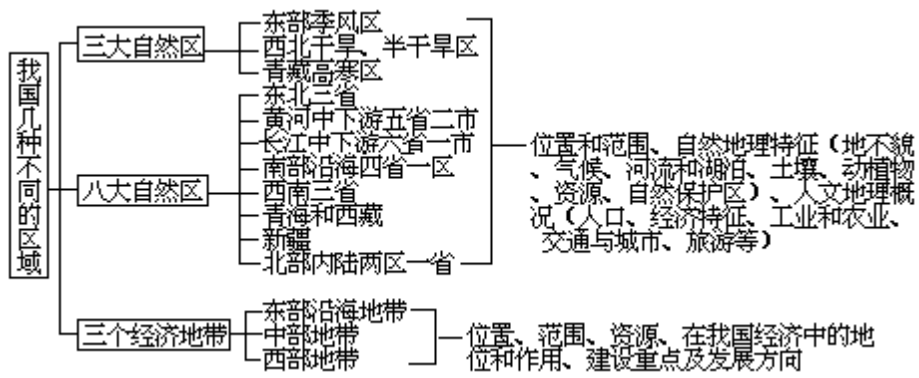 我国几种不同的区域
三大自然区
东部季风区
西北干旱、半干旱区
青藏高寒区
八大自然区
东北三省
黄河中下游五省二市
长江中下游六省一市
南部沿海四省一区
西南三省
青海和西藏
新疆
北部内陆两区一省
位置和范围、自然地理特征（地不貌
、气候、河流和湖泊、土壤、动植物
、资源、自然保护区）、人文地理概
况（人口、经济特征、工业和农业、
交通与城市、旅游等）
三个经济地带
东部沿海地带
中部地带
西部地带
位置、范围、资源、在我国经济中的地
位和作用、建设重点及发展方向